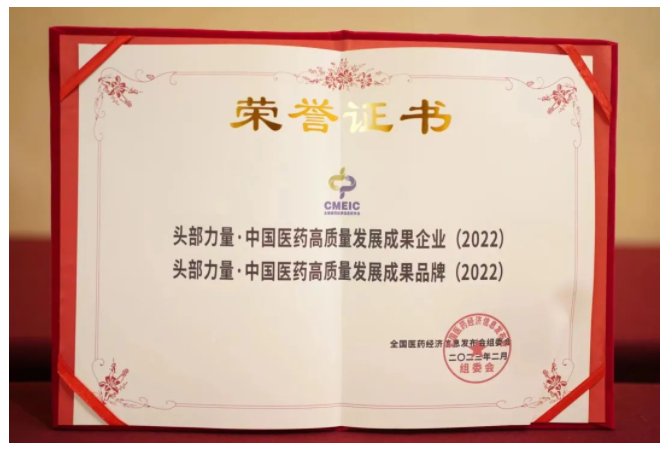 荣誉证书
CMEIC
头部力量·中国医药高质量发展成果企业（2022）
头部力量·中国医药高质量发展成果品牌（2022）
全国医药经济信息发布会组委会
二〇二三年二月
组委会